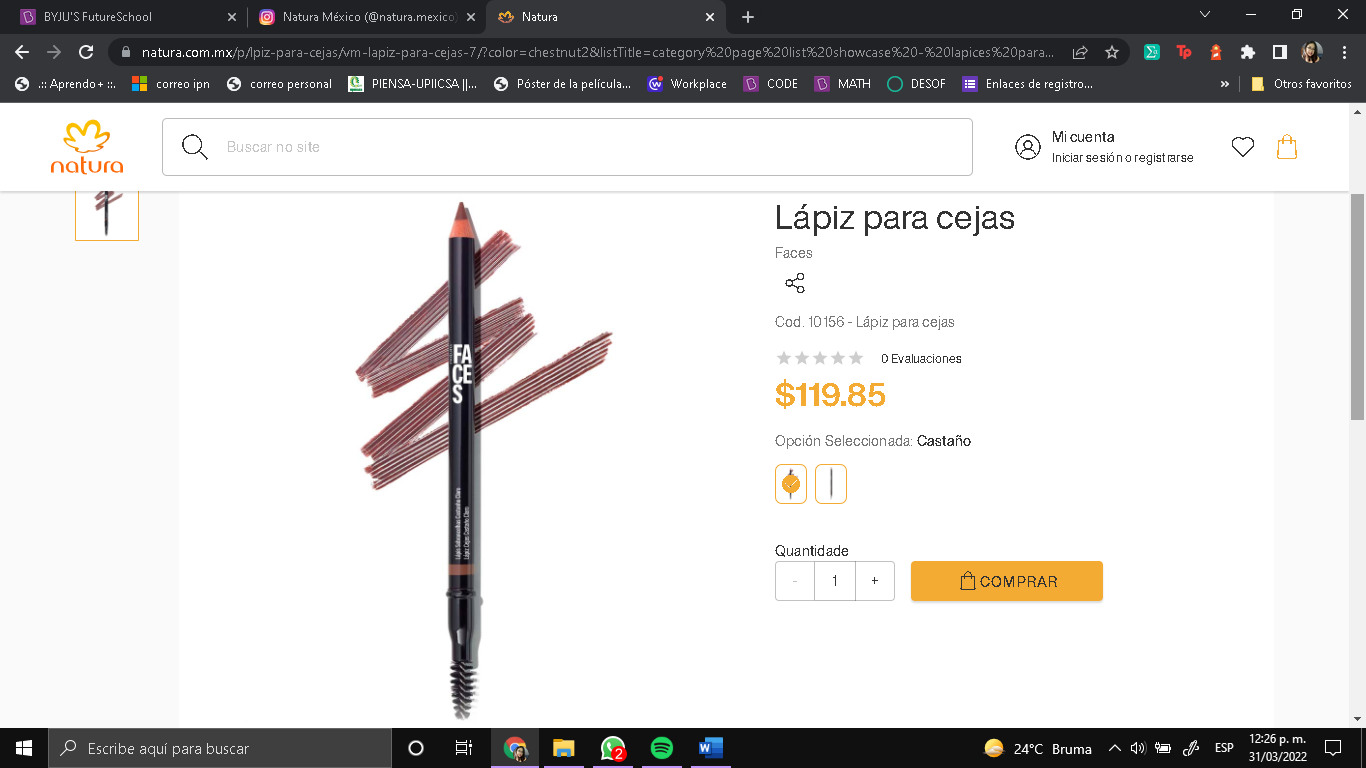 BYJU'S FutureSchool
Natura México (@natura.mexico)
Natura
natura.com.mx/p/lpiz-para-cejas/vm-lapiz-para-cejas-7/?color=chestnut2&listTitle=category%20page%20list%20showcase%20-%20lapices%20para...
.:: Aprendo+ ::.
correo ipn
correo personal
PIENSA-UPIICSA ||...
Póster de la película...
Workplace
CODE
MATH
DESOF
Enlaces de registro...
»
Otros favoritos
natura
Buscar no site
Mi cuenta
Iniciar sesión o registrarse
Lápiz para cejas
Faces
Cod. 10156 - Lápiz para cejas
0 Evaluaciones
$119.85
Opción Seleccionada: Castaño
Quantidade
- 1 +
COMPRAR
FA
CE
S
Escribe aquí para buscar
2
24°C Bruma
ESP
12:26 p. m.
31/03/2022